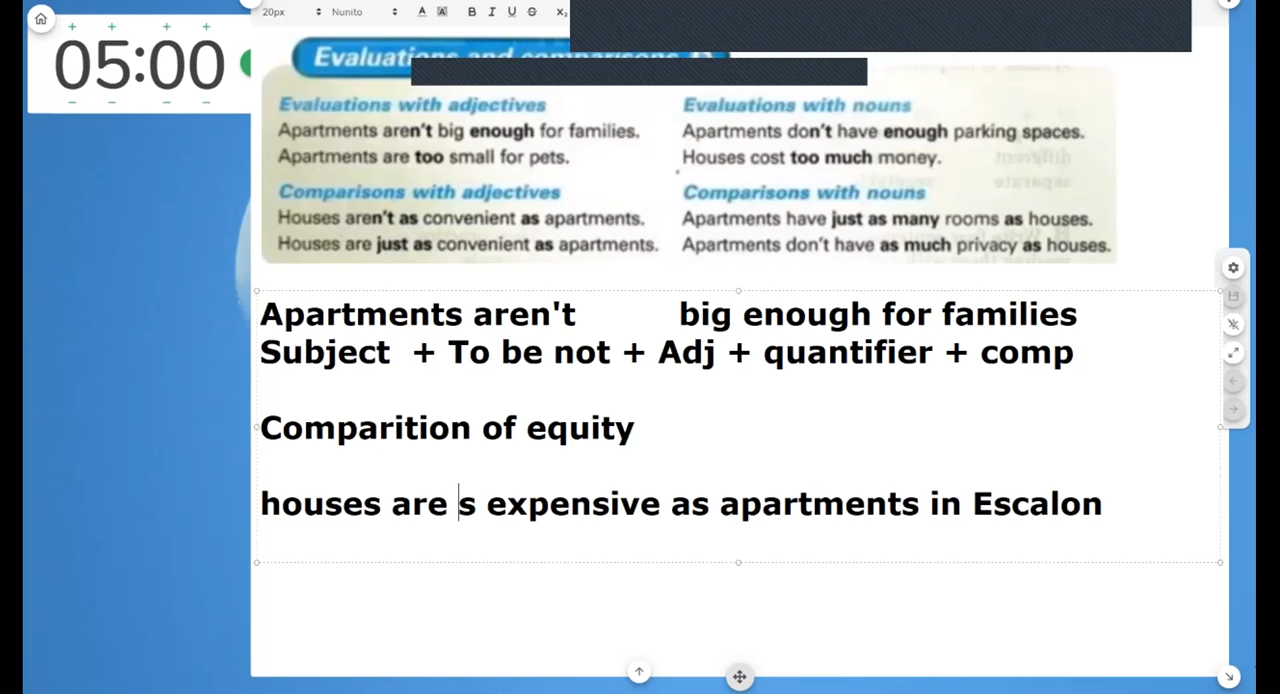 20px Nunito A A B I U S X₂
05:00
Evaluations and comparisons
Evaluations with adjectives
Apartments aren't big enough for families.
Apartments are too small for pets.
Comparisons with adjectives
Houses aren't as convenient as apartments.
Houses are just as convenient as apartments.
Evaluations with nouns
Apartments don't have enough parking spaces.
Houses cost too much money.
Comparisons with nouns
Apartments have just as many rooms as houses.
Apartments don't have as much privacy as houses.
Apartments aren't big enough for families
Subject + To be not + Adj + quantifier + comp
Comparition of equity
houses are s expensive as apartments in Escalon